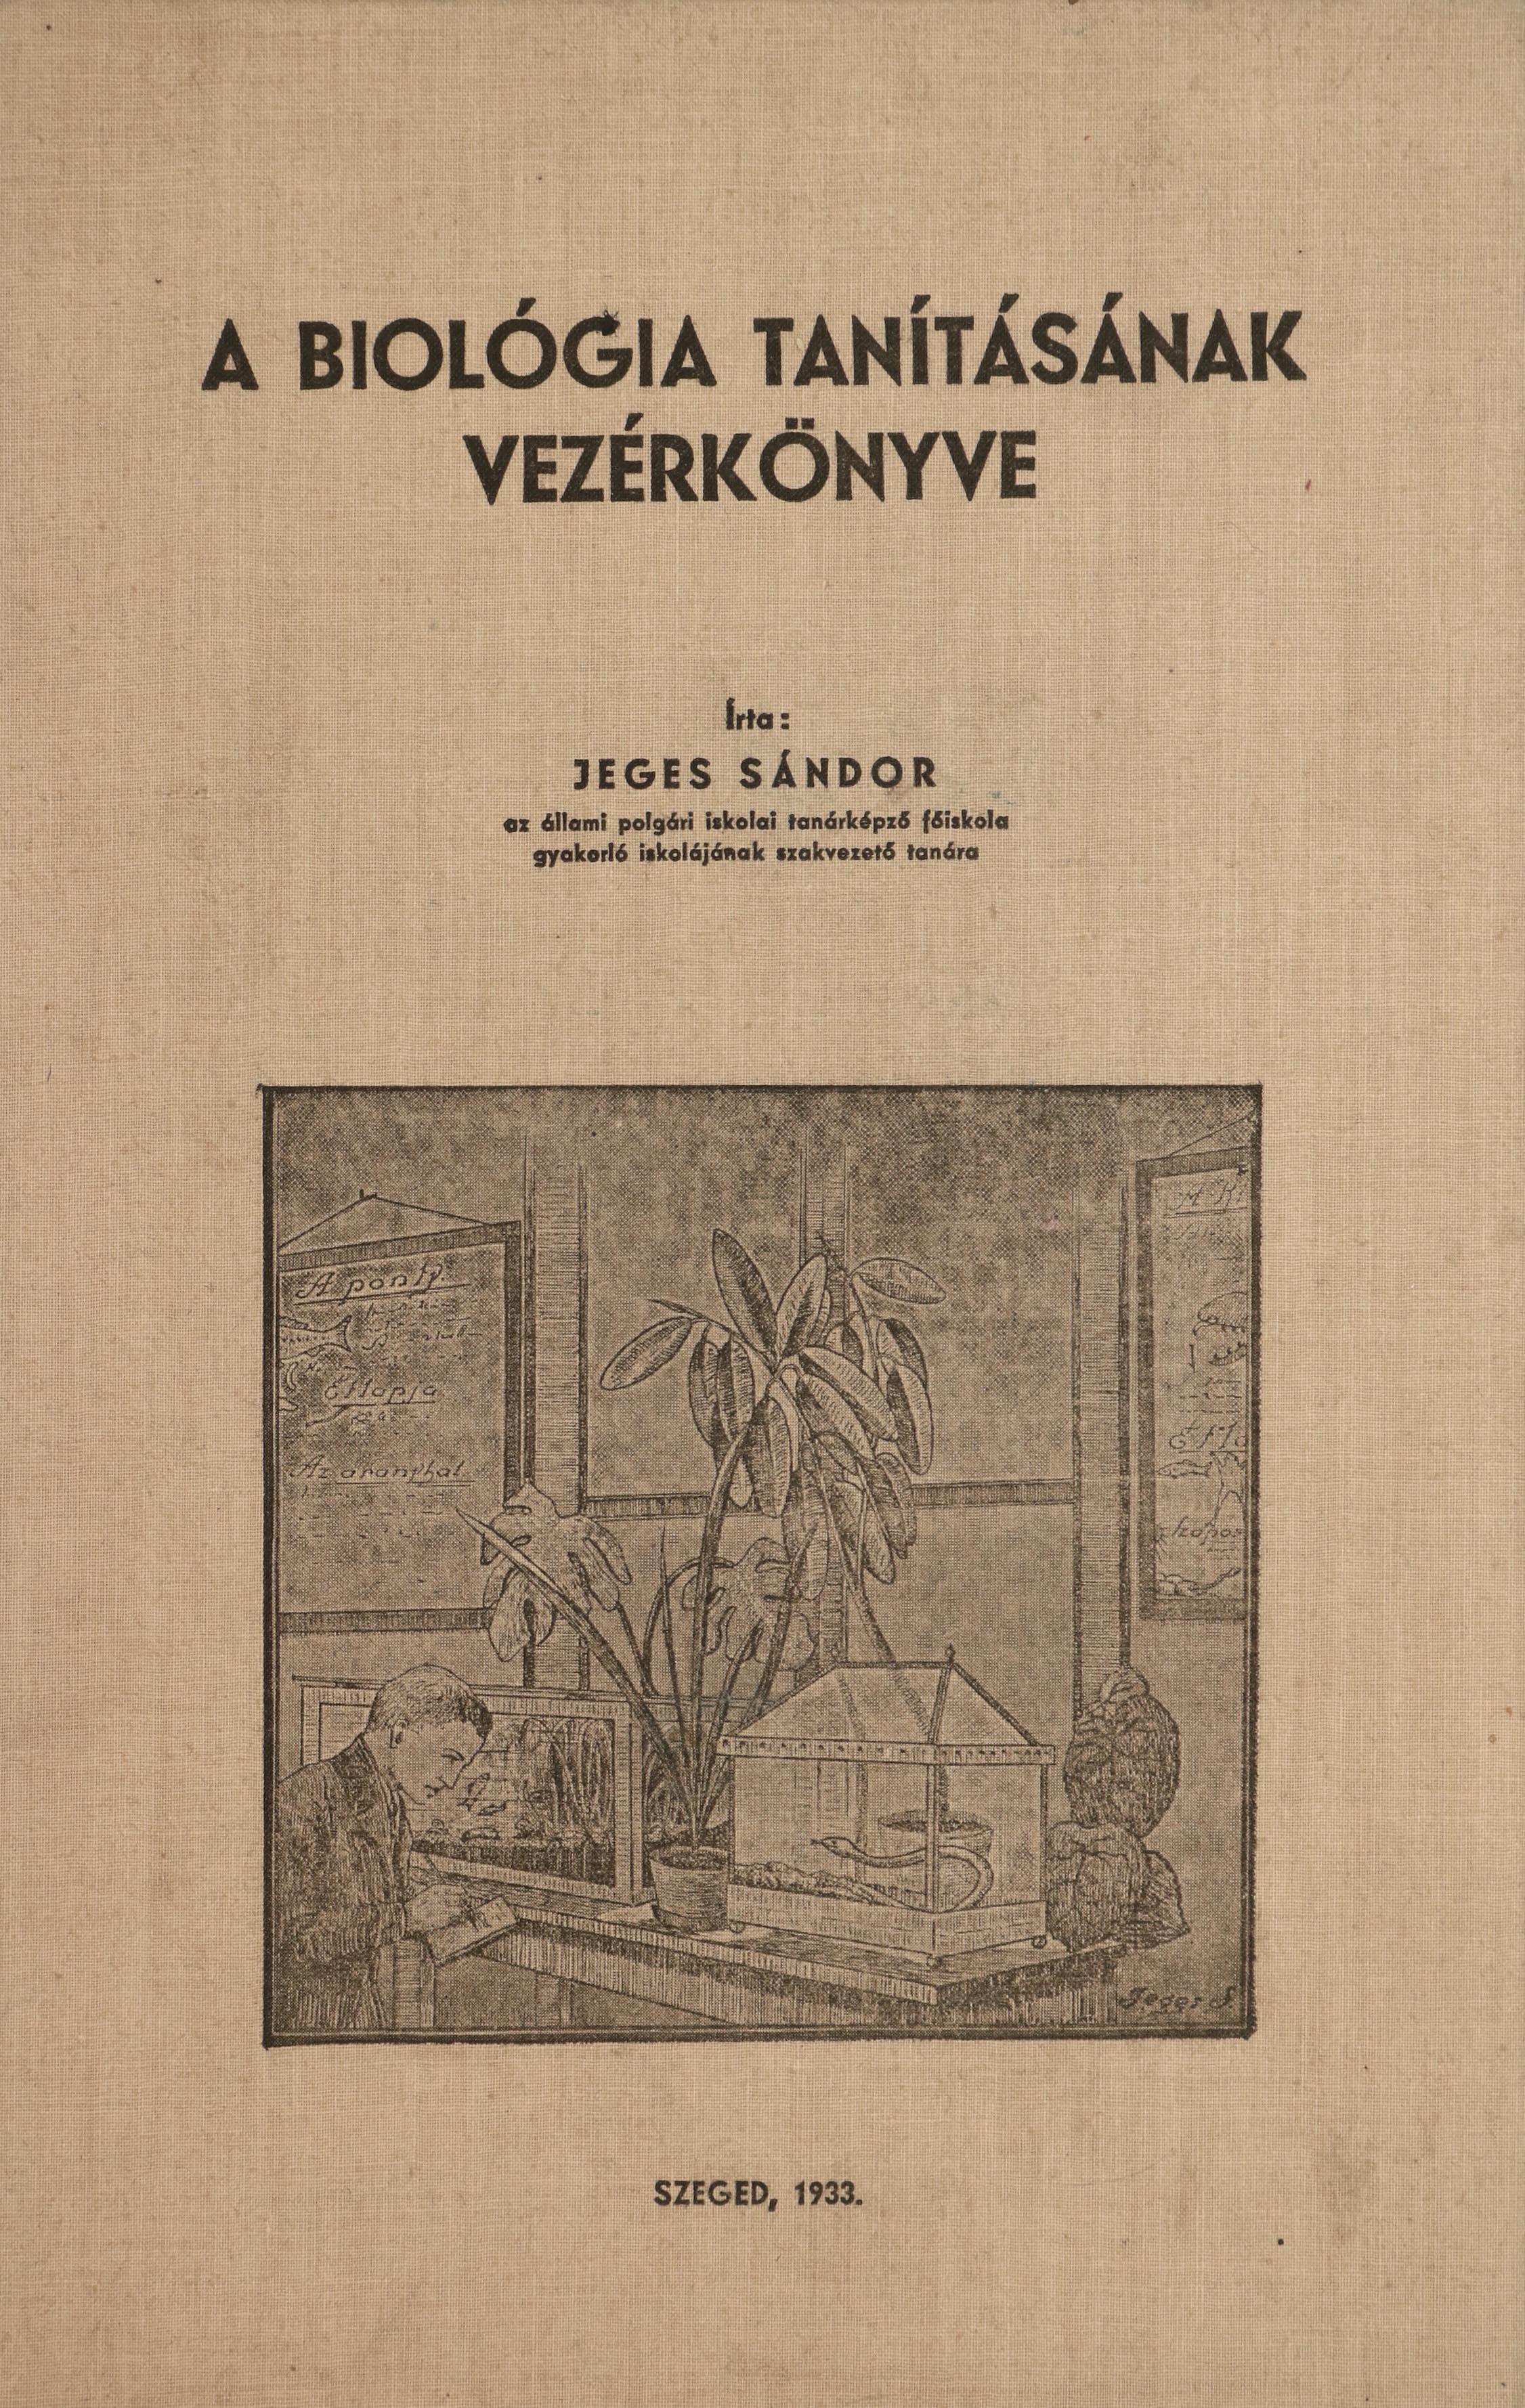 A BIOLÓGIA TANÍTÁSÁNAK
VEZÉRKÖNYVE
Írta:
JEGES SÁNDOR
az állami polgári iskolai tanárképző főiskola
gyakorló iskolájának szakvezető tanára
A ponty.
Étlapja
Az aranyhal
Jeges S.
SZEGED, 1933.